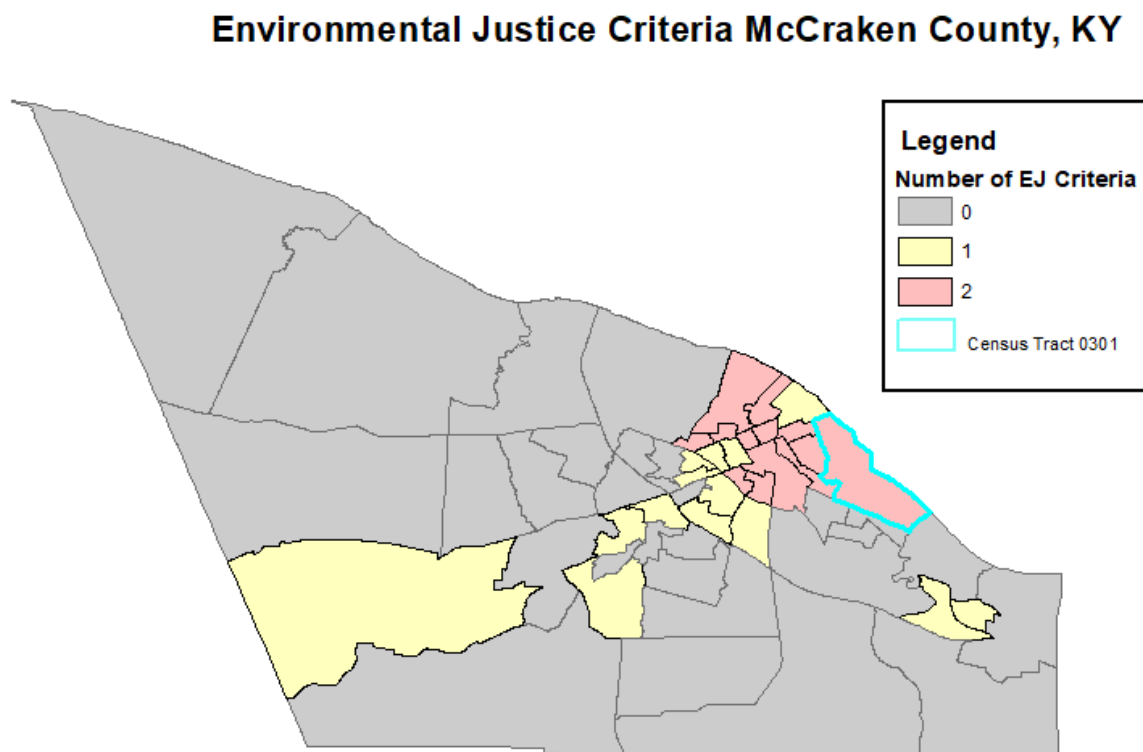 Environmental Justice Criteria McCraken County, KY
Legend
Number of EJ Criteria
0
1
2
Census Tract 0301